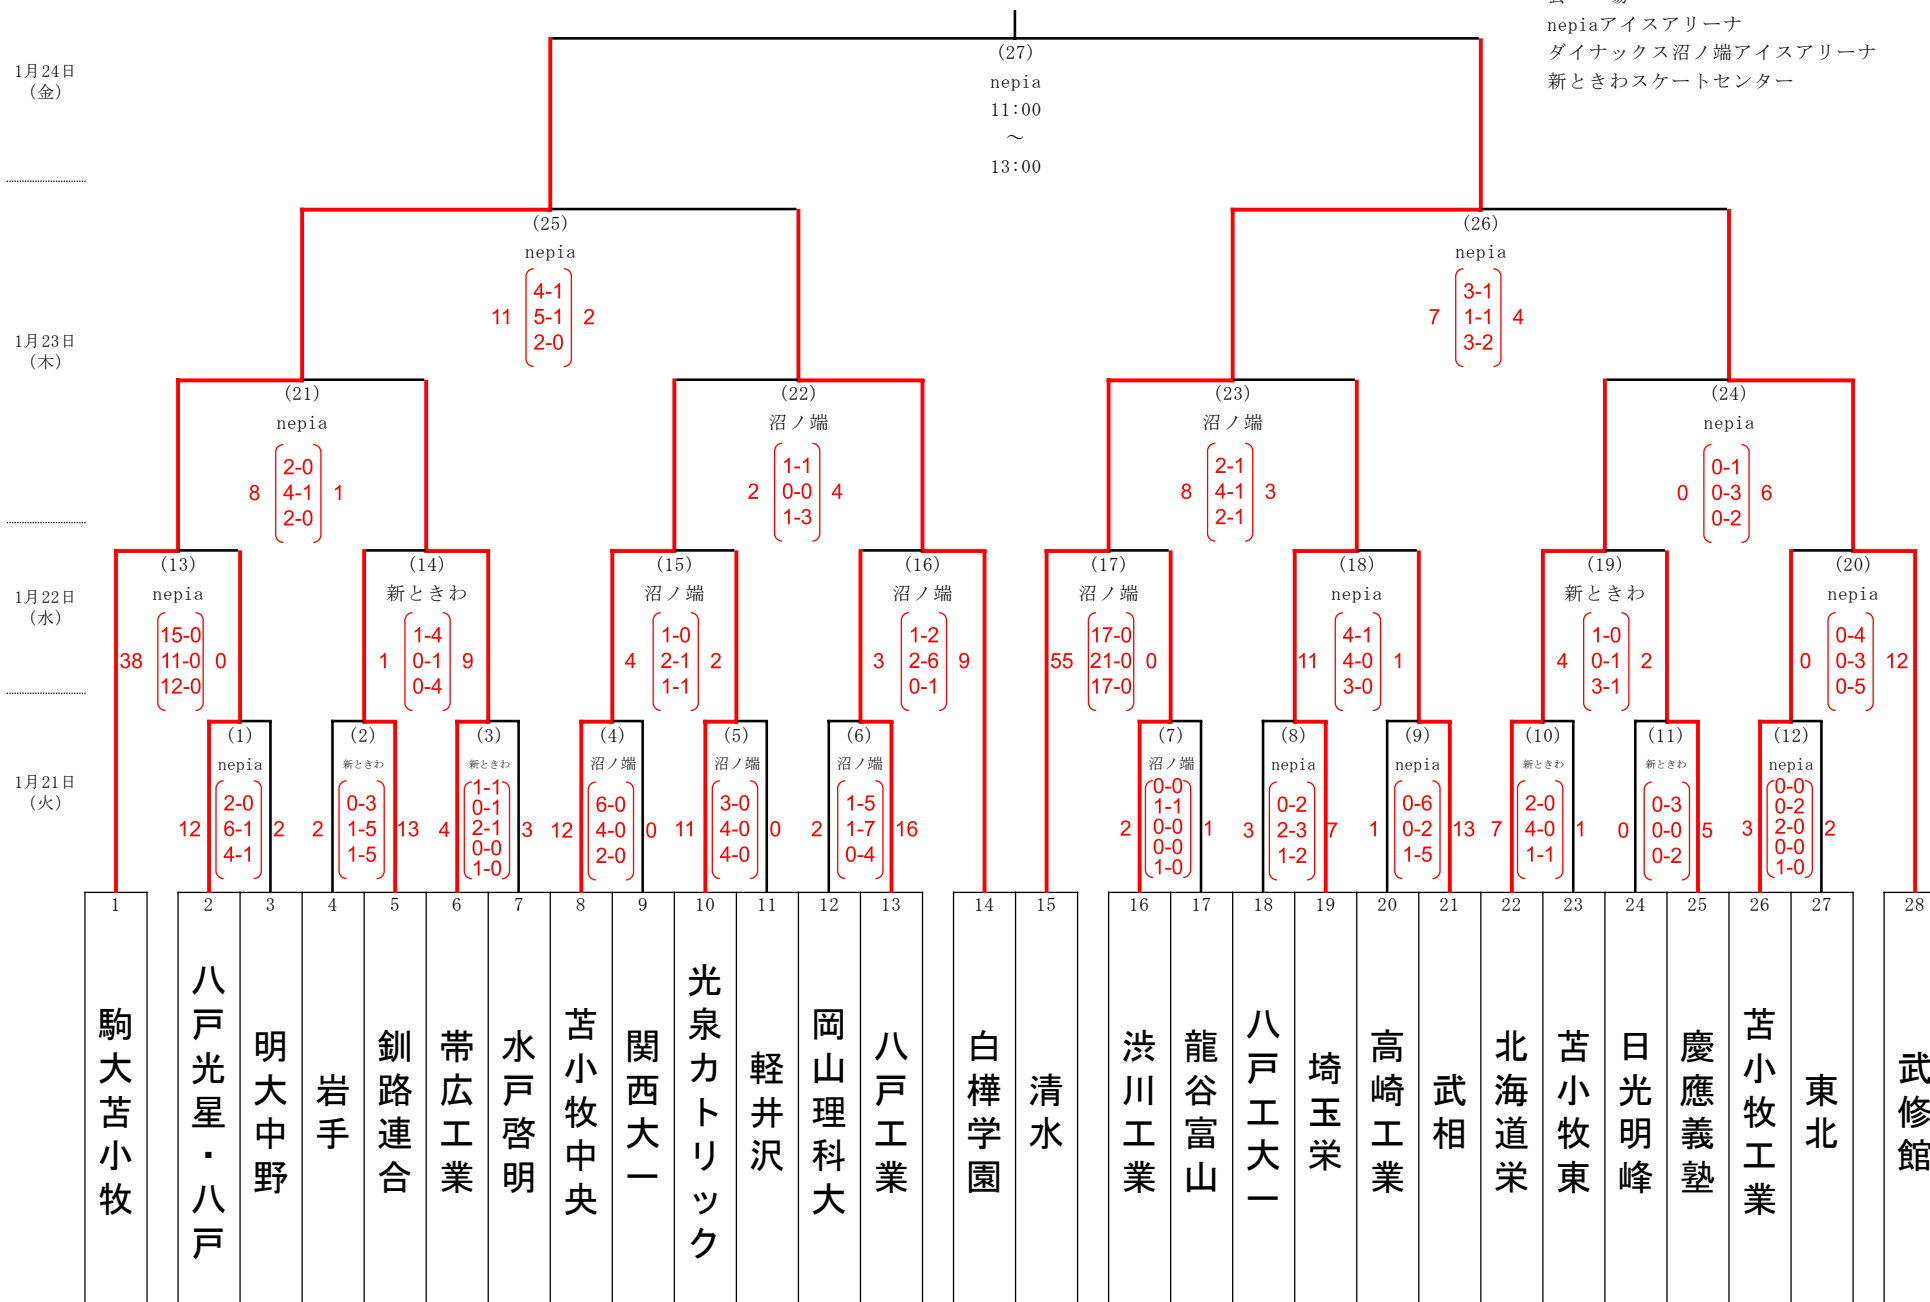 nepiaアイスアリーナ
ダイナックス沼ノ端アイスアリーナ
新ときわスケートセンター
1月24日
(金)
(27)
nepia
11:00
～
13:00
1月23日
(木)
(25)
nepia
11 4-1 5-1 2-0 2
(26)
nepia
7 3-1 1-1 3-2 4
(21)
nepia
8 2-0 4-1 2-0 1
(22)
沼ノ端
2 1-1 0-0 1-3 4
(23)
沼ノ端
8 2-1 4-1 2-1 3
(24)
nepia
0 0-1 0-3 0-2 6
1月22日
(水)
(13)
nepia
38 15-0 11-0 12-0 0
(14)
新ときわ
1 1-4 0-1 0-4 9
(15)
沼ノ端
4 1-0 2-1 1-1 2
(16)
沼ノ端
3 1-2 2-6 0-1 9
(17)
沼ノ端
55 17-0 21-0 17-0 0
(18)
nepia
11 4-1 4-0 3-0 1
(19)
新ときわ
4 1-0 0-1 3-1 2
(20)
nepia
0 0-4 0-3 0-5 12
1月21日
(火)
(1)
nepia
12 2-0 6-1 4-1 2
(2)
新ときわ
2 0-3 1-5 1-5 13
(3)
新ときわ
4 1-1 0-1 2-1 0-0 1-0 3
(4)
沼ノ端
12 6-0 4-0 2-0 0
(5)
沼ノ端
11 3-0 4-0 4-0 0
(6)
沼ノ端
2 1-5 1-7 0-4 16
(7)
沼ノ端
2 0-0 1-1 0-0 0-0 1-0 1
(8)
nepia
3 0-2 2-3 1-2 7
(9)
nepia
1 0-6 0-2 1-5 13
(10)
新ときわ
7 2-0 4-0 1-1 1
(11)
新ときわ
0 0-3 0-0 0-2 5
(12)
nepia
3 0-0 0-2 2-0 0-0 1-0 2
1 駒大苫小牧
2 八戸光星・八戸
3 明大中野
4 岩手
5 釧路連合
6 帯広工業
7 水戸啓明
8 苫小牧中央
9 関西大一
10 光泉カトリック
11 軽井沢
12 岡山理科大
13 八戸工業
14 白樺学園
15 清水
16 渋川工業
17 龍谷富山
18 八戸工大一
19 埼玉栄
20 高崎工業
21 武相
22 北海道栄
23 苫小牧東
24 日光明峰
25 慶應義塾
26 苫小牧工業
27 東北
28 武修館